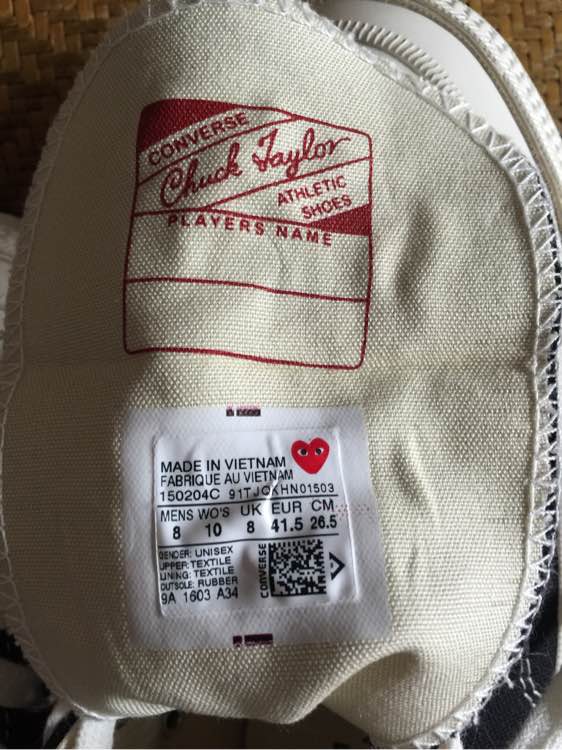 CONVERSE
Chuck Taylor
ATHLETIC
SHOES
PLAYERS NAME
MADE IN VIETNAM
FABRIQUE AU VIETNAM
150204C 91TJCKHN01503
MENS WO'S UK EUR CM
8 10 8 41.5 26.5
GENDER: UNISEX
UPPER: TEXTILE
LINING: TEXTILE
OUTSOLE: RUBBER
9A 1603 A34
CONVERSE